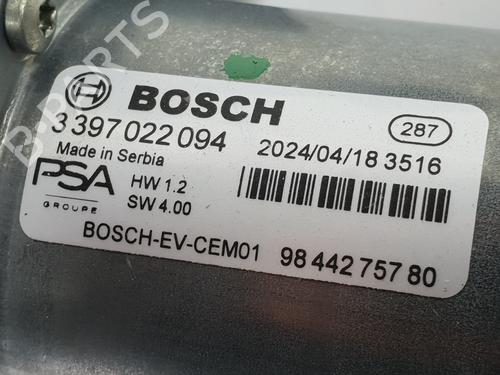 B-PARTS
BOSCH
287
3 397 022 094
2024/04/18 3516
Made in Serbia
PSA
GROUPE
HW 1.2
SW 4.00
BOSCH-EV-CEM01
98 442 757 80